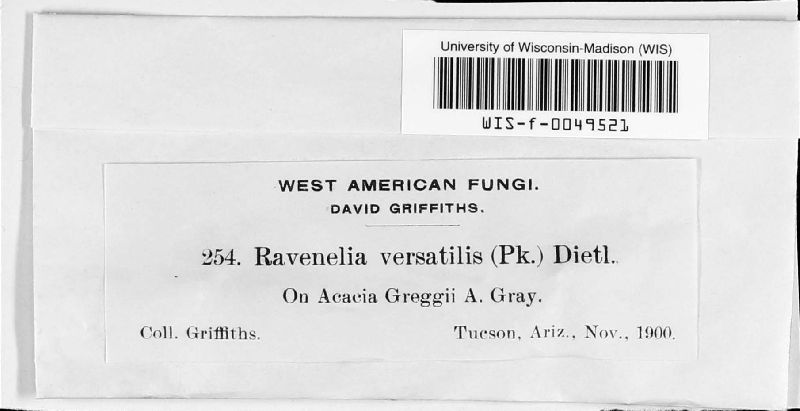 University of Wisconsin-Madison (WIS)
WIS-f-0049521
WEST AMERICAN FUNGI.
DAVID GRIFFITHS.
254. Ravenelia versatilis (Pk.) Dietl.
On Acacia Greggii A. Gray.
Coll. Griffiths. Tucson, Ariz., Nov., 1900.